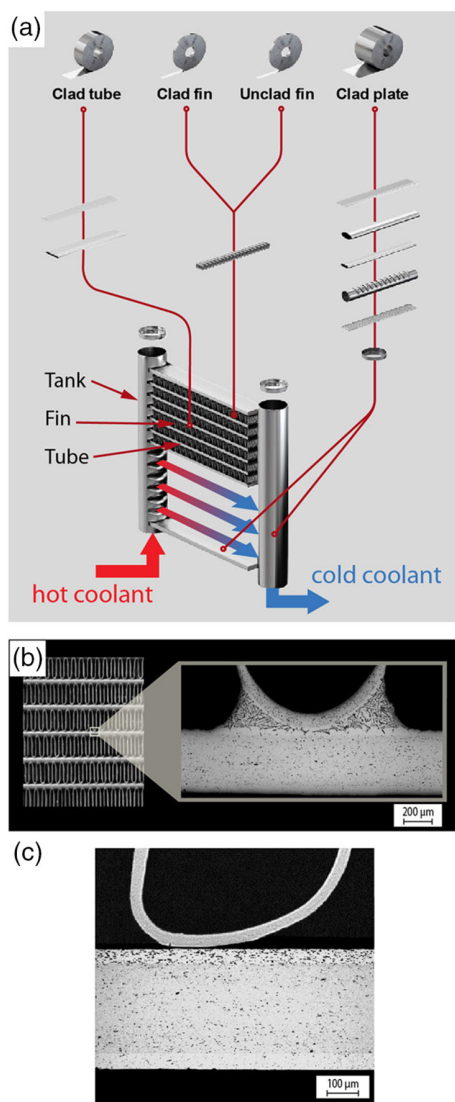 (a)
Clad tube Clad fin Unclad fin Clad plate
Tank
Fin
Tube
hot coolant
cold coolant
(b)
200 µm
(c)
100 µm